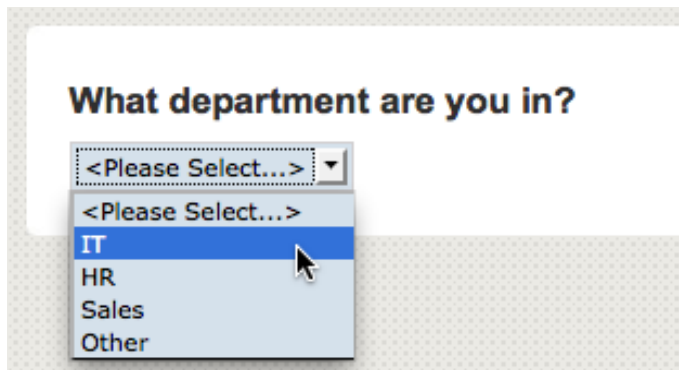 What department are you in?
<Please Select...>
<Please Select...>
IT
HR
Sales
Other